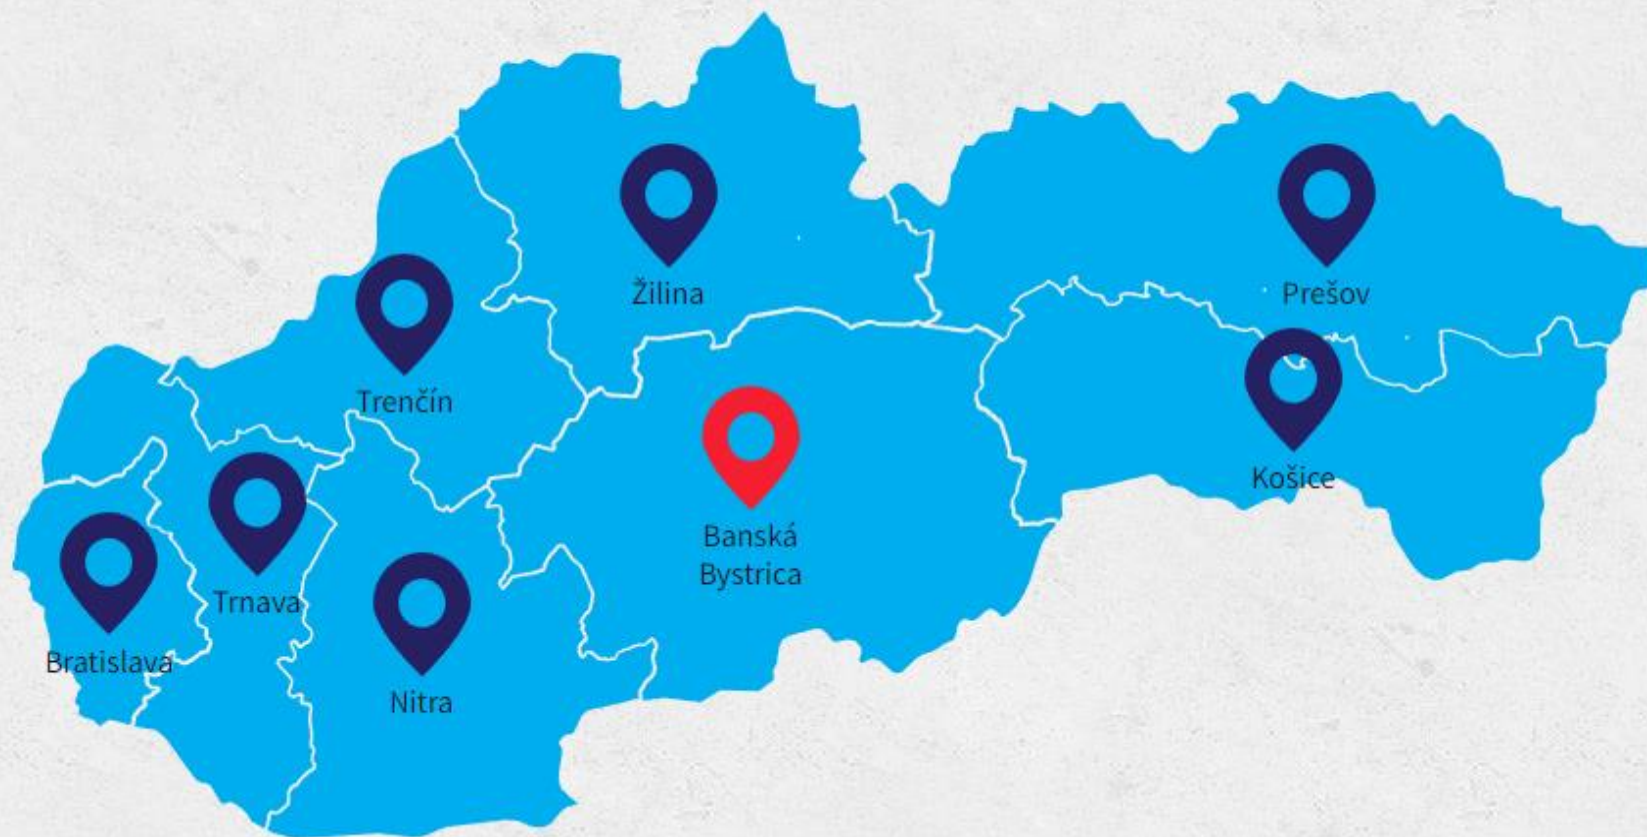 Žilina
Prešov
Trenčín
Košice
Banská
Bystrica
Trnava
Bratislava
Nitra